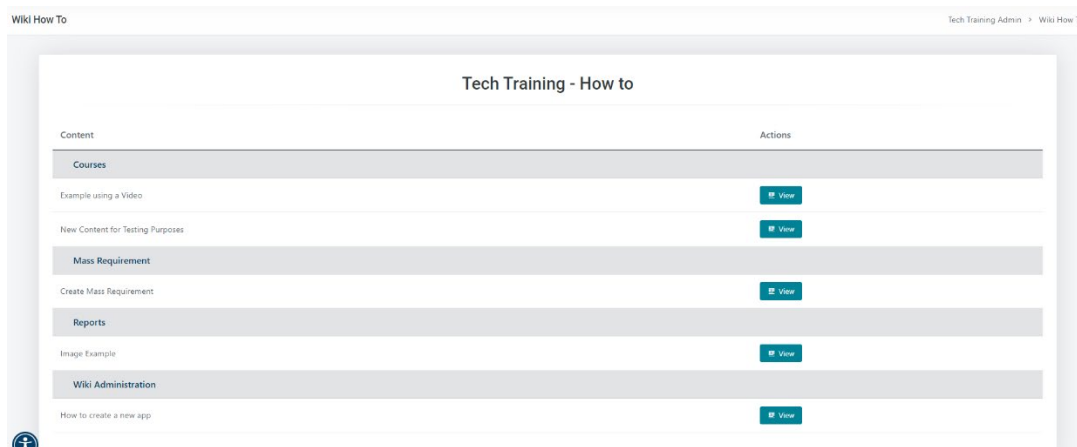 Wiki How To
Tech Training Admin > Wiki How
Tech Training - How to
Content Actions
Courses
Example using a Video View
New Content for Testing Purposes View
Mass Requirement
Create Mass Requirement View
Reports
Image Example View
Wiki Administration
How to create a new app View